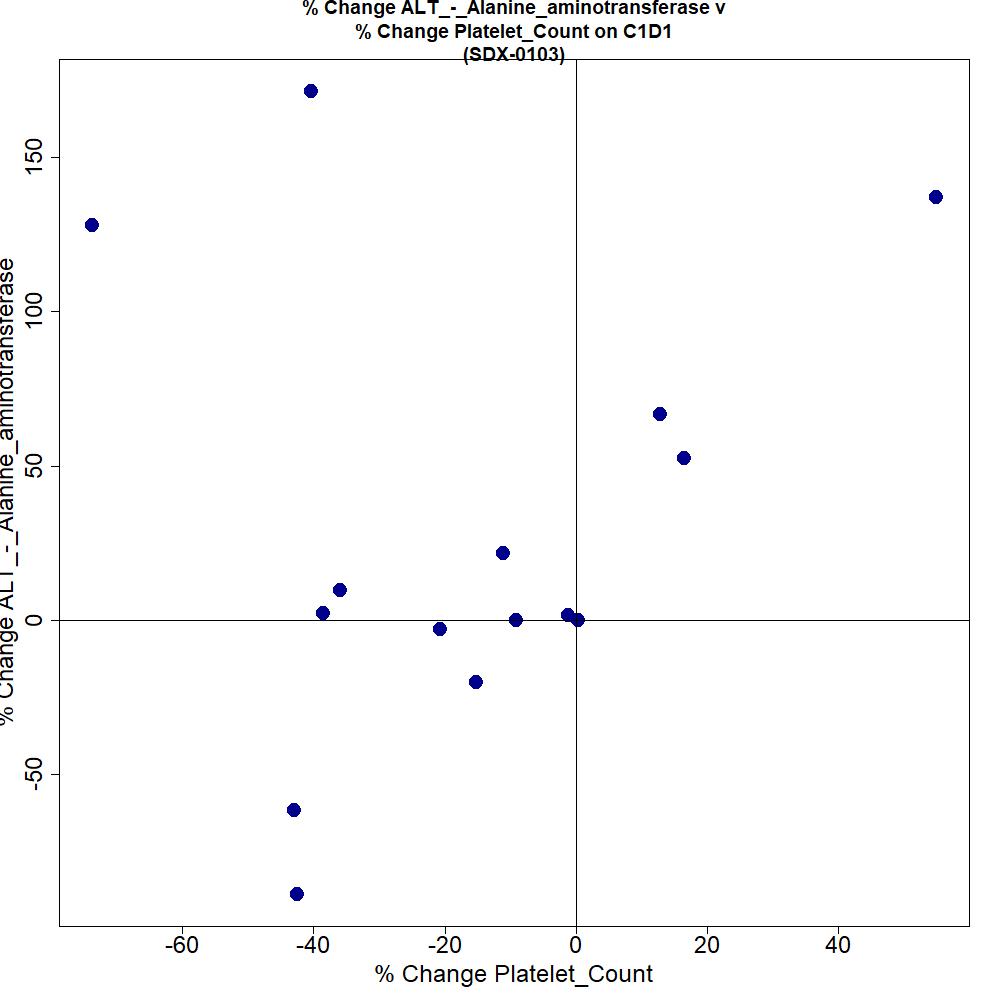 % Change ALT_-_Alanine_aminotransferase v
% Change Platelet_Count on C1D1
(SDX-0103)
% Change ALT_-_Alanine_aminotransferase
150
100
50
0
-50
-60
-40
-20
0
20
40
% Change Platelet_Count